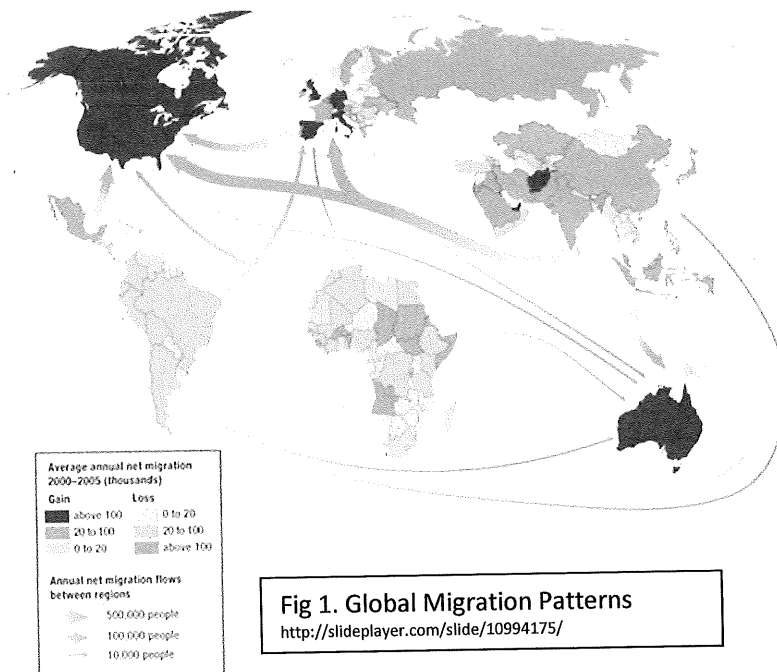 Average annual net migration
2000–2005 (thousands)
Gain Loss
above 100 0 to 20
20 to 100 20 to 100
0 to 20 above 100
Annual net migration flows
between regions
500,000 people
100,000 people
10,000 people
Fig 1. Global Migration Patterns
http://slideplayer.com/slide/10994175/